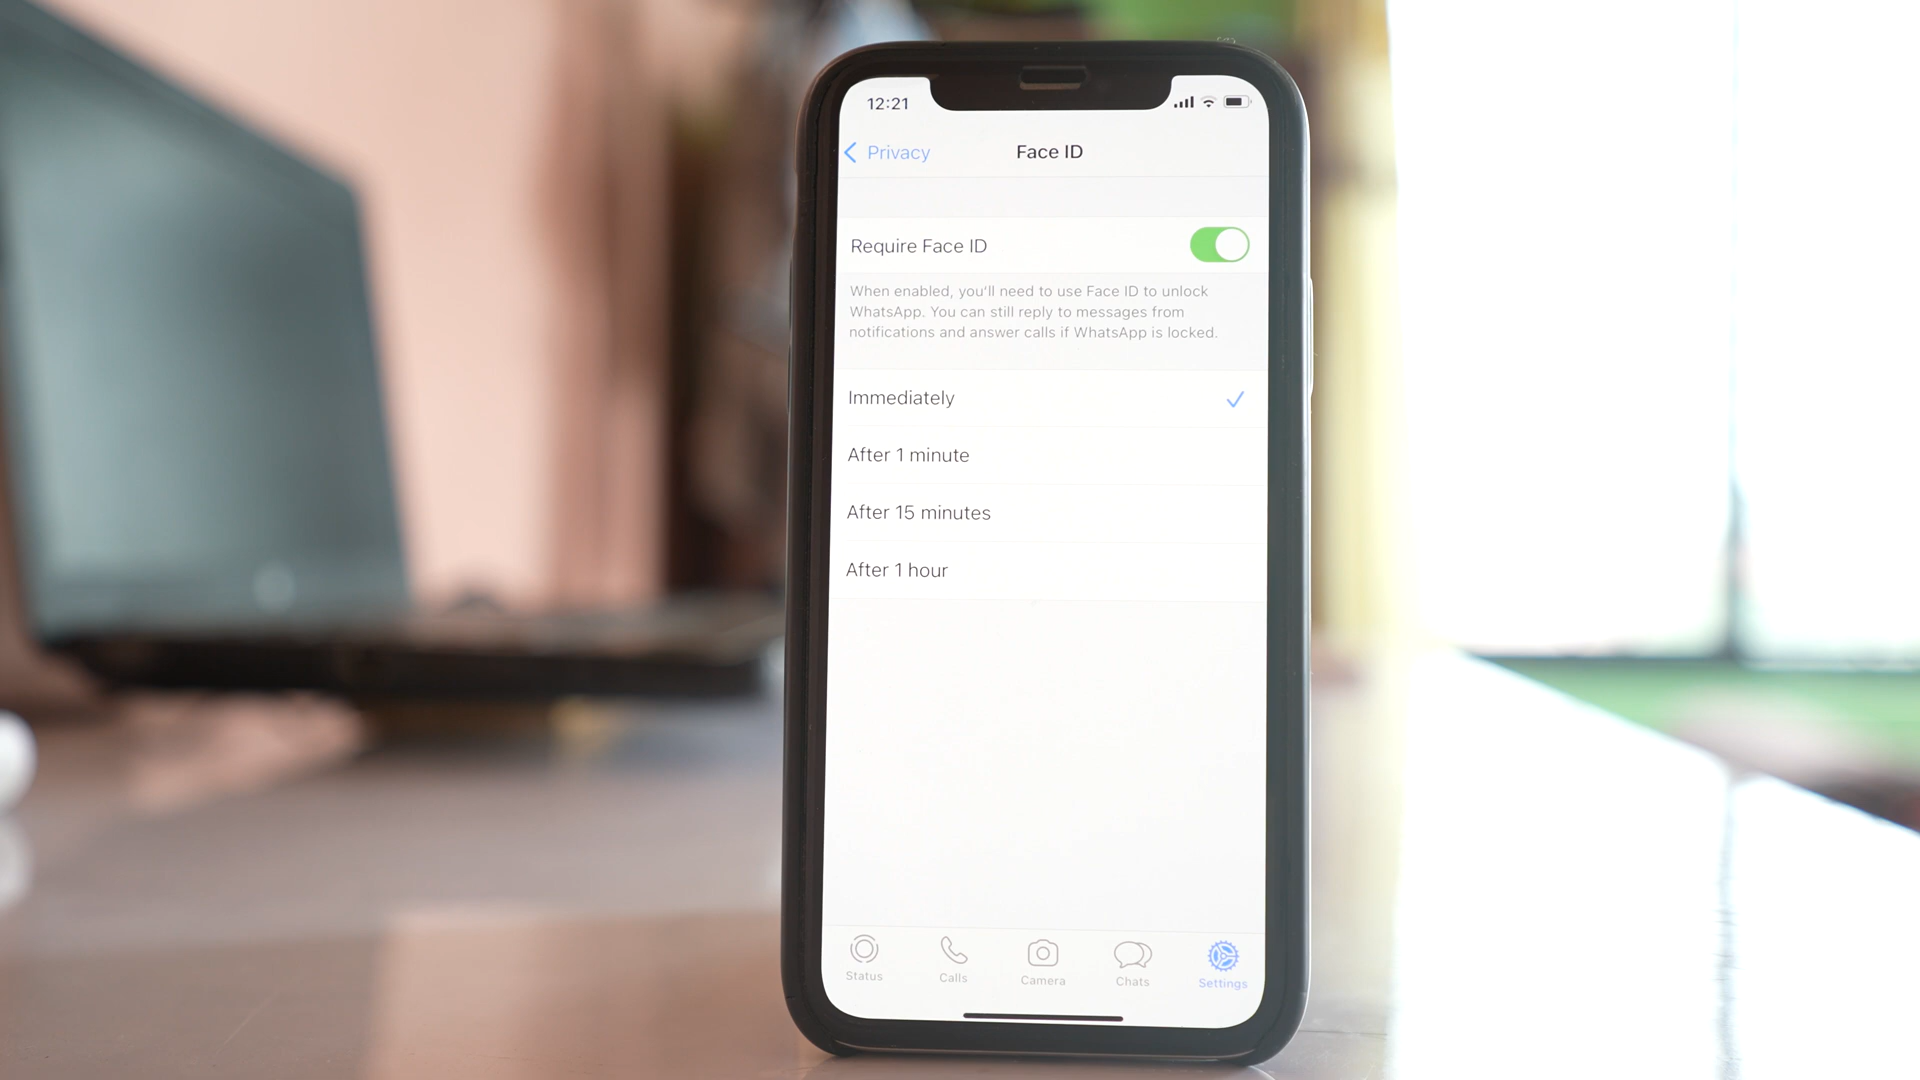 12:21
Privacy
Face ID
Require Face ID
When enabled, you'll need to use Face ID to unlock
WhatsApp. You can still reply to messages from
notifications and answer calls if WhatsApp is locked.
Immediately
After 1 minute
After 15 minutes
After 1 hour
Status
Calls
Camera
Chats
Settings